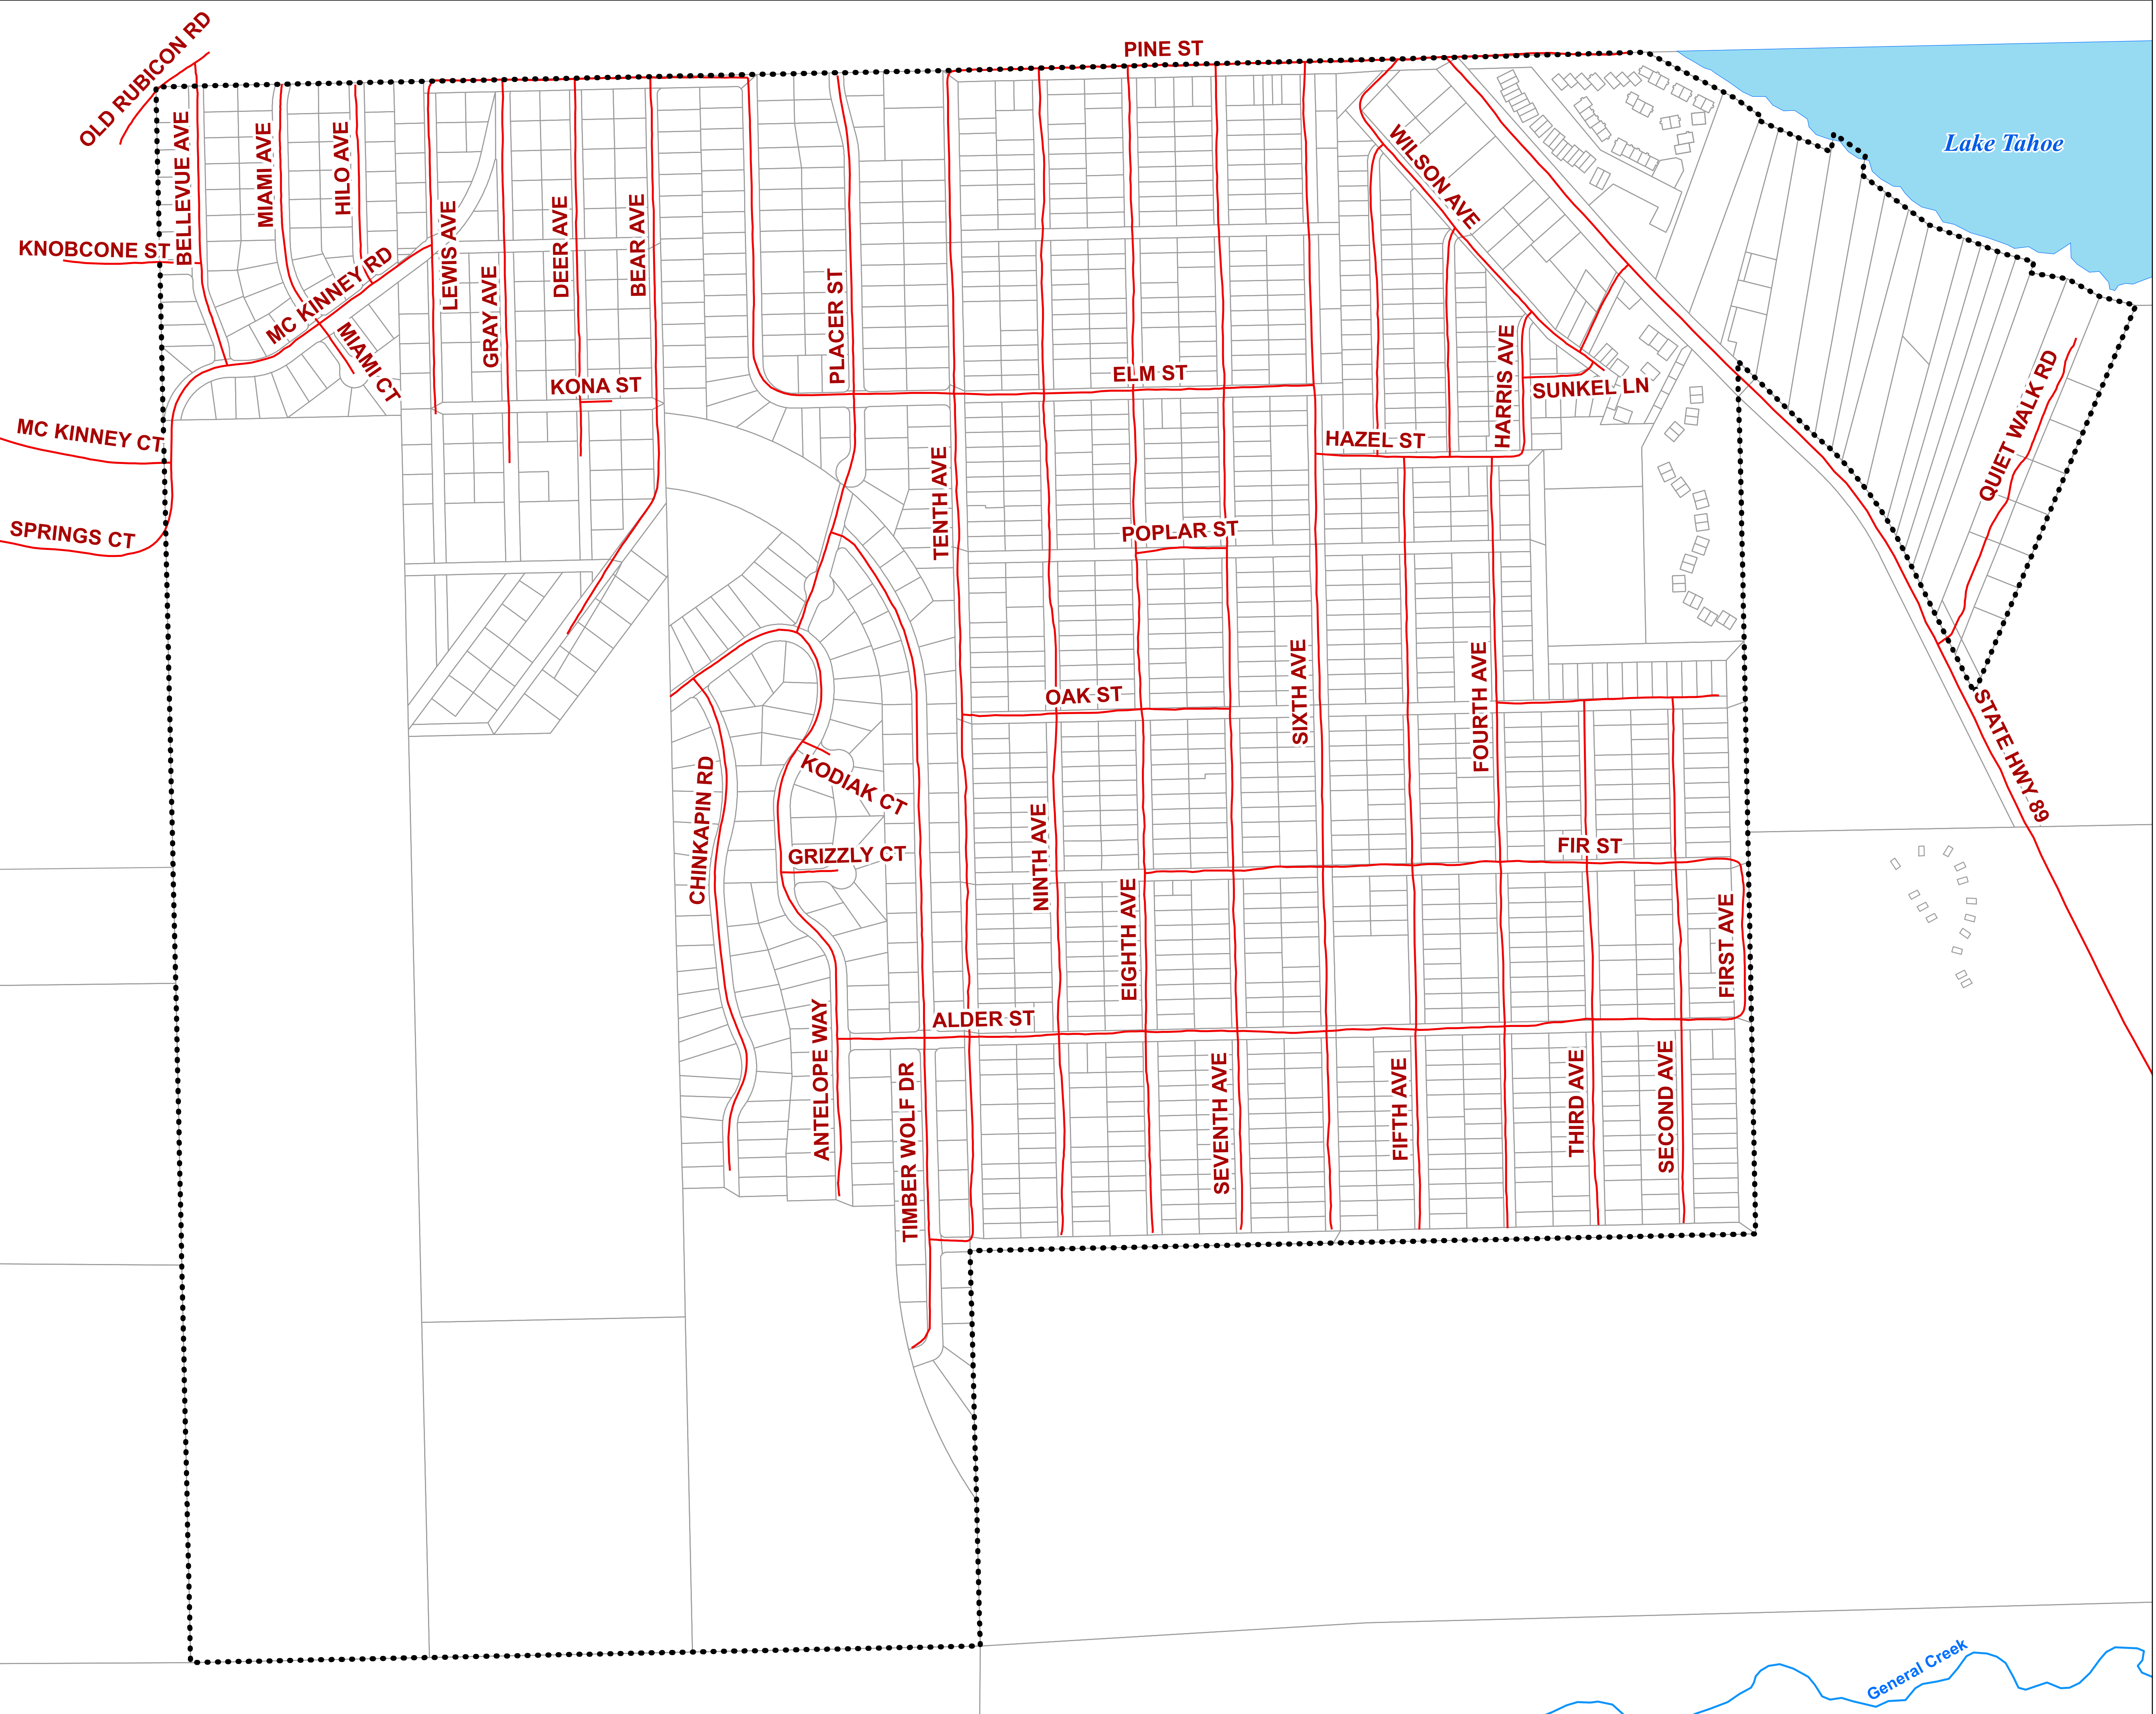 OLD RUBICON RD
PINE ST
Lake Tahoe
BELLEVUE AVE
MIAMI AVE
HILO AVE
WILSON AVE
KNOBCONE ST
LEWIS AVE
DEER AVE
BEAR AVE
MC KINNEY RD
GRAY AVE
PLACER ST
MIAMI CT
KONA ST
ELM ST
HARRIS AVE
SUNKEL LN
QUIET WALK RD
MC KINNEY CT
HAZEL ST
TENTH AVE
SPRINGS CT
POPLAR ST
OAK ST
SIXTH AVE
FOURTH AVE
STATE HWY 89
CHINKAPIN RD
KODIAK CT
NINTH AVE
GRIZZLY CT
FIR ST
EIGHTH AVE
FIRST AVE
ALDER ST
ANTELOPE WAY
TIMBER WOLF DR
SEVENTH AVE
FIFTH AVE
THIRD AVE
SECOND AVE
General Creek